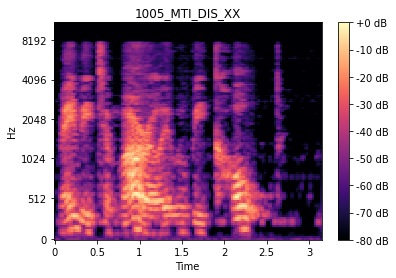 1005_MTI_DIS_XX
+0 dB
8192
-10 dB
4096
-20 dB
-30 dB
2048
Hz
-40 dB
1024
-50 dB
512
-60 dB
-70 dB
0
-80 dB
0 0.5 1 1.5 2 2.5 3
Time